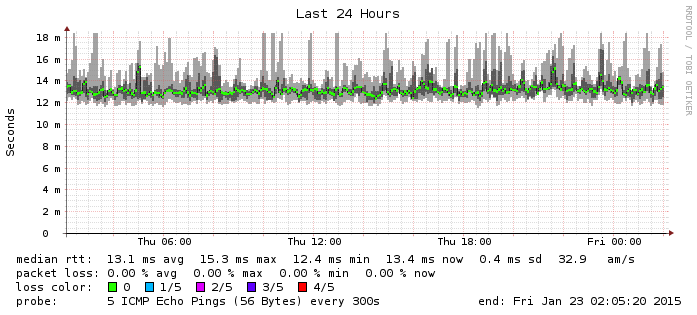 Last 24 Hours
RRDTOOL / TOBI OETIKER
Seconds
18 m
16 m
14 m
12 m
10 m
8 m
6 m
4 m
2 m
0
Thu 06:00 Thu 12:00 Thu 18:00 Fri 00:00
median rtt: 13.1 ms avg 15.3 ms max 12.4 ms min 13.4 ms now 0.4 ms sd 32.9 am/s
packet loss: 0.00 % avg 0.00 % max 0.00 % min 0.00 % now
loss color: 0 1/5 2/5 3/5 4/5
probe: 5 ICMP Echo Pings (56 Bytes) every 300s end: Fri Jan 23 02:05:20 2015